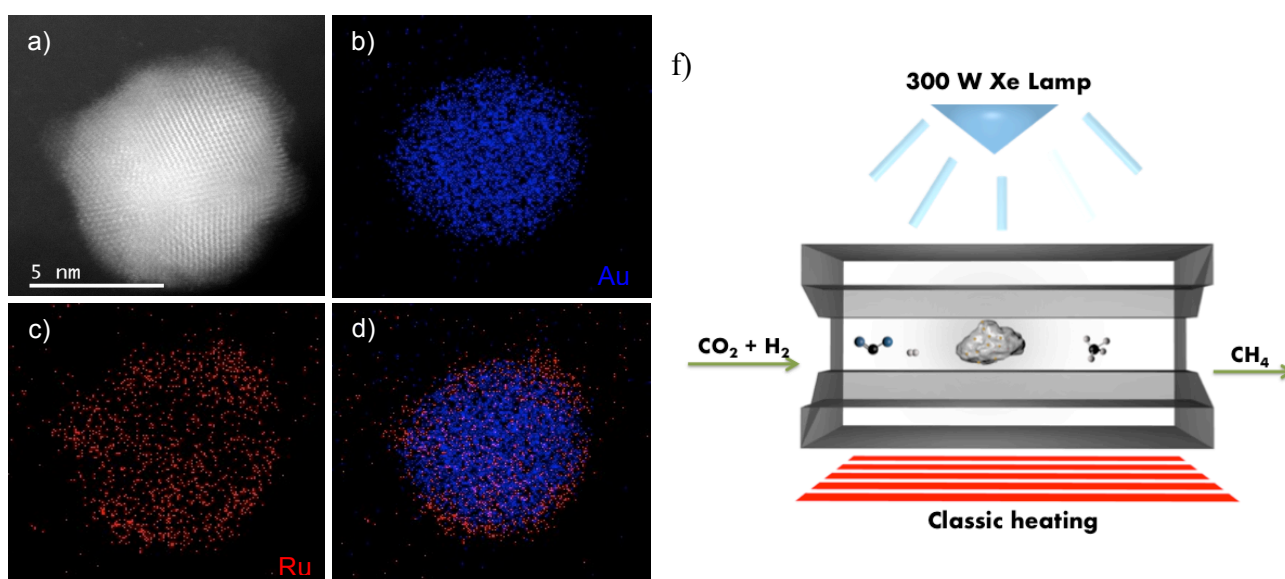 a)
5 nm
b)
Au
c)
Ru
d)
f)
300 W Xe Lamp
CO₂ + H₂
CH₄
Classic heating